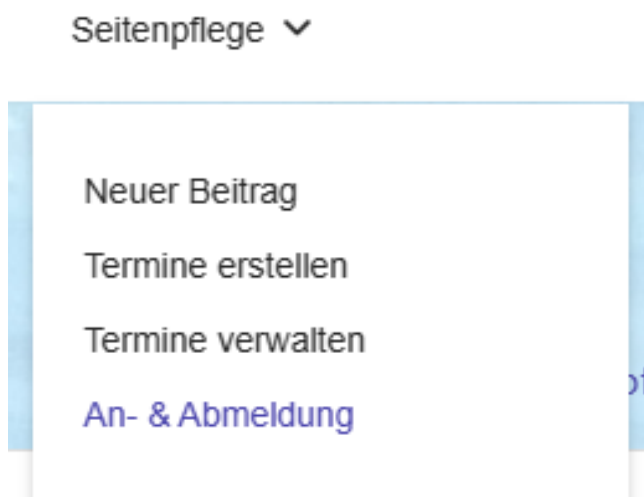 Seitenpflege
Neuer Beitrag
Termine erstellen
Termine verwalten
An- & Abmeldung